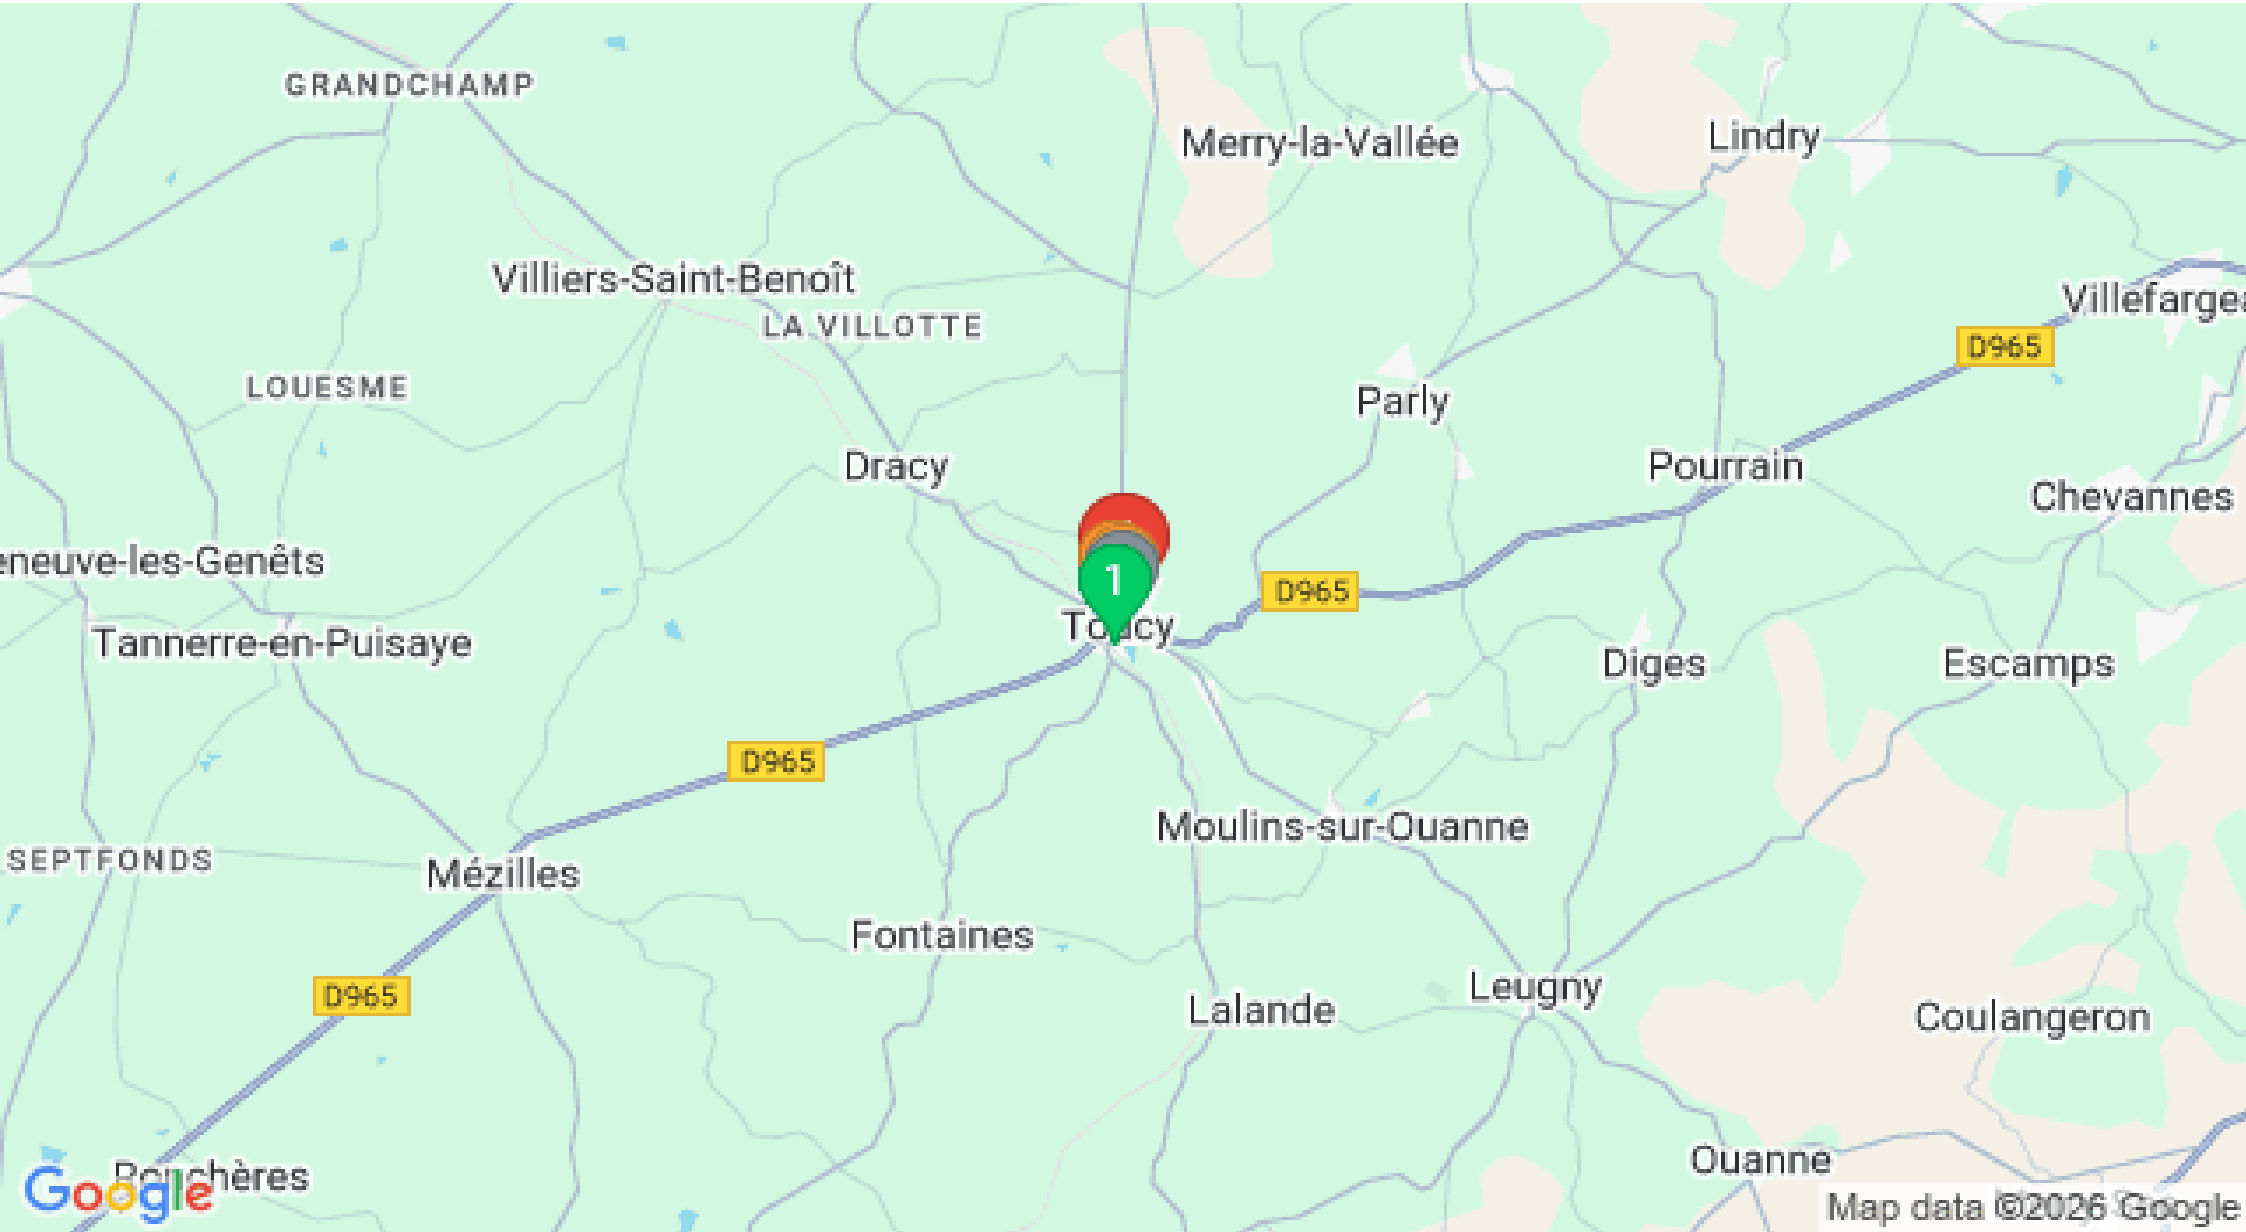 GRANDCHAMP
Merry-la-Vallée
Lindry
Villiers-Saint-Benoît
LA VILLOTTE
D965
LOUESME
Parly
Dracy
Pourrain
Chevannes
1
D965
Toucy
Tannerre-en-Puisaye
Diges
Escamps
D965
Moulins-sur-Ouanne
SEPTFONDS
Mézilles
Fontaines
D965
Leugny
Lalande
Coulangeron
Ouanne
Google
Map data ©2026 Google